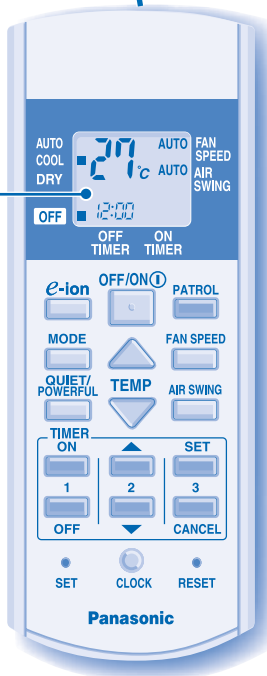 AUTO
COOL
DRY
OFF
27°C
AUTO
AUTO
12:00
FAN
SPEED
AIR
SWING
OFF
TIMER
ON
TIMER
e-ion
OFF/ON
PATROL
MODE
FAN SPEED
QUIET/
POWERFUL
TEMP
AIR SWING
TIMER
ON
SET
1
2
3
OFF
CANCEL
SET
CLOCK
RESET
Panasonic